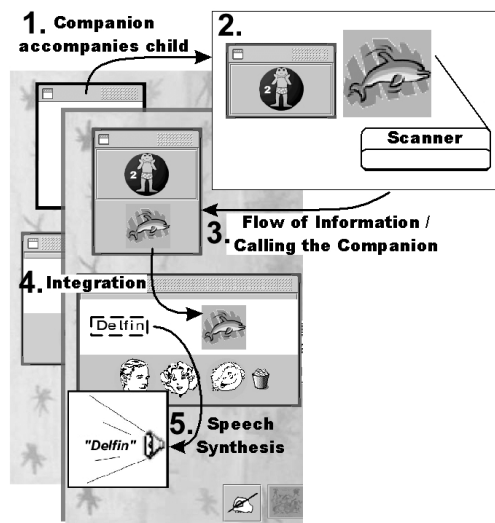 1. Companion
accompanies child
2.
2
Scanner
2
3. Flow of Information /
Calling the Companion
4. Integration
Delfin
5. Speech
Synthesis
"Delfin"